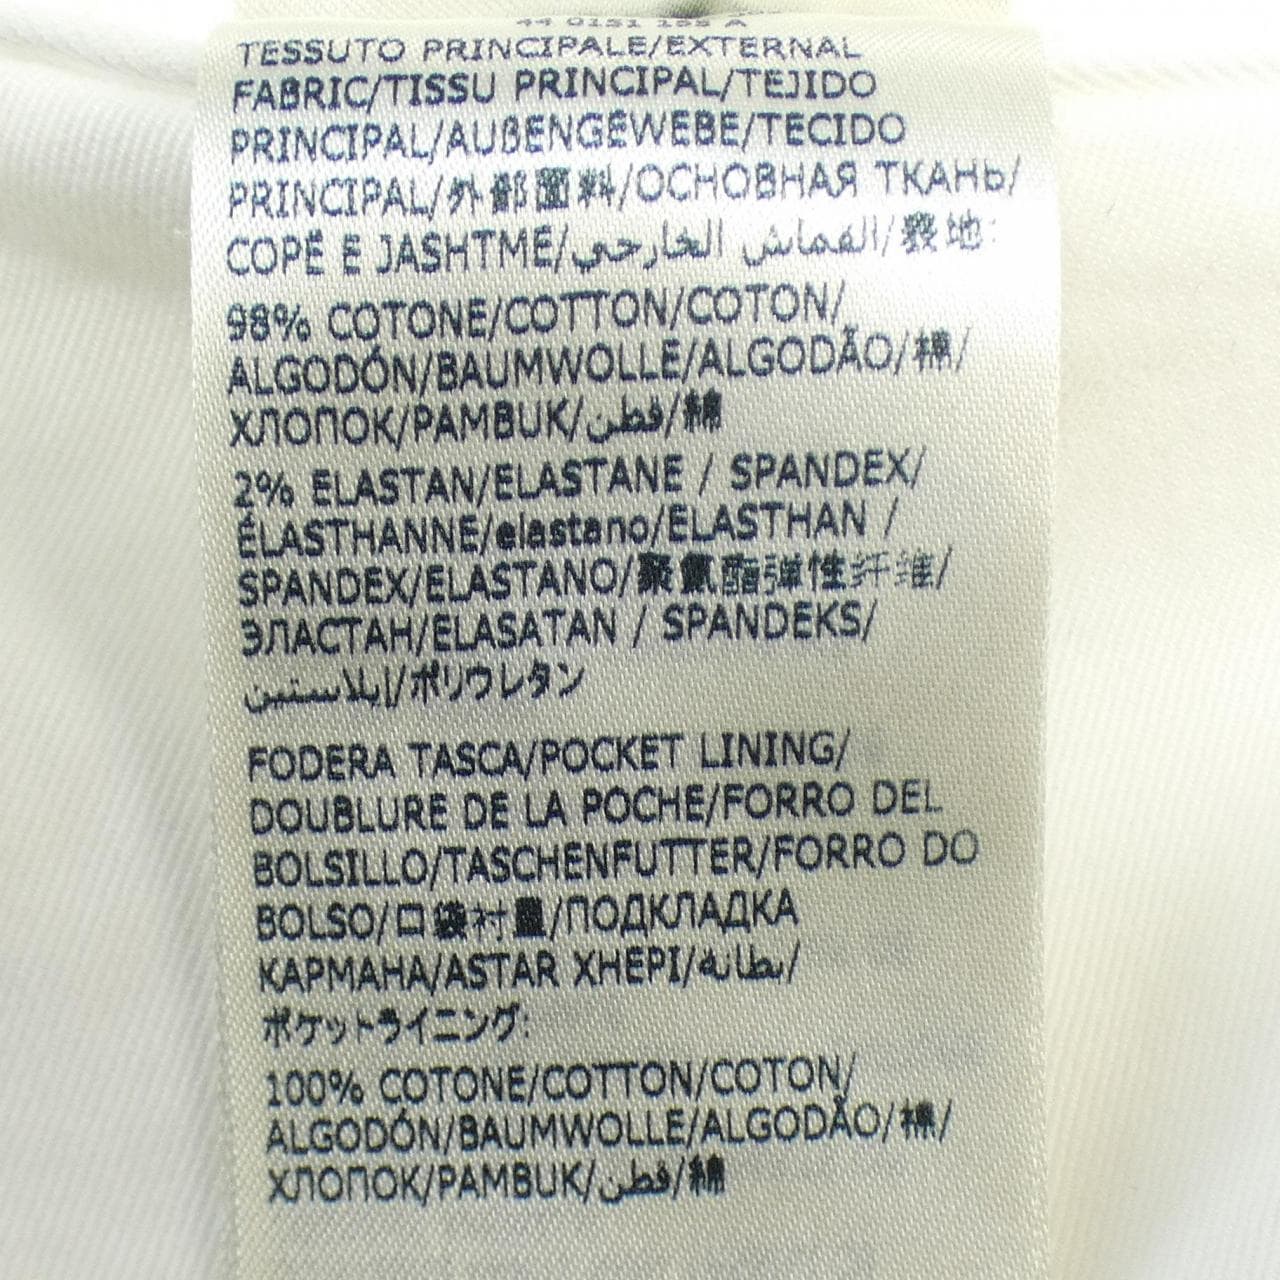 TESSUTO PRINCIPALE/EXTERNAL
FABRIC/TISSU PRINCIPAL/TEJIDO
PRINCIPAL/AUßENGEWEBE/TECIDO
PRINCIPAL/外部面料/ОСНОВНАЯ ТКАНЬ/
COPË E JASHTME/القماش الخارجي/表地:
98% COTONE/COTTON/COTON/
ALGODÓN/BAUMWOLLE/ALGODÃO/棉/
ХЛОПОК/PAMBUK/قطن/綿
2% ELASTAN/ELASTANE / SPANDEX/
ÉLASTHANNE/elastano/ELASTHAN /
SPANDEX/ELASTANO/聚氨酯弹性纤维/
ЭЛАСТАН/ELASATAN / SPANDEKS/
إيلاستين/ポリウレタン
FODERA TASCA/POCKET LINING/
DOUBLURE DE LA POCHE/FORRO DEL
BOLSILLO/TASCHENFUTTER/FORRO DO
BOLSO/口袋衬里/ПОДКЛАДКА
КАРМАНА/ASTAR XHEPI/بطانة/
ポケットライニング:
100% COTONE/COTTON/COTON/
ALGODÓN/BAUMWOLLE/ALGODÃO/棉/
ХЛОПОК/PAMBUK/قطن/綿